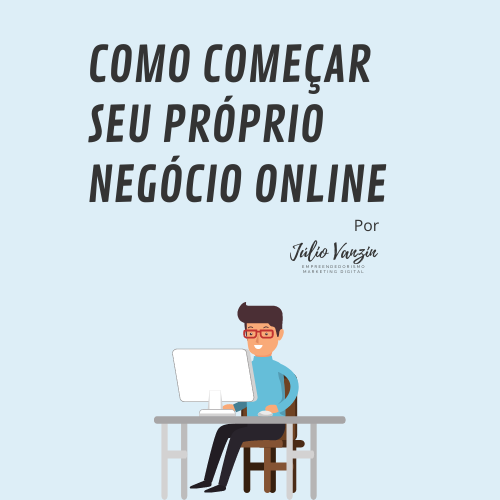 COMO COMEÇAR
SEU PRÓPRIO
NEGÓCIO ONLINE
Por
Júlio Vanzin
EMPREENDEDORISMO
MARKETING DIGITAL